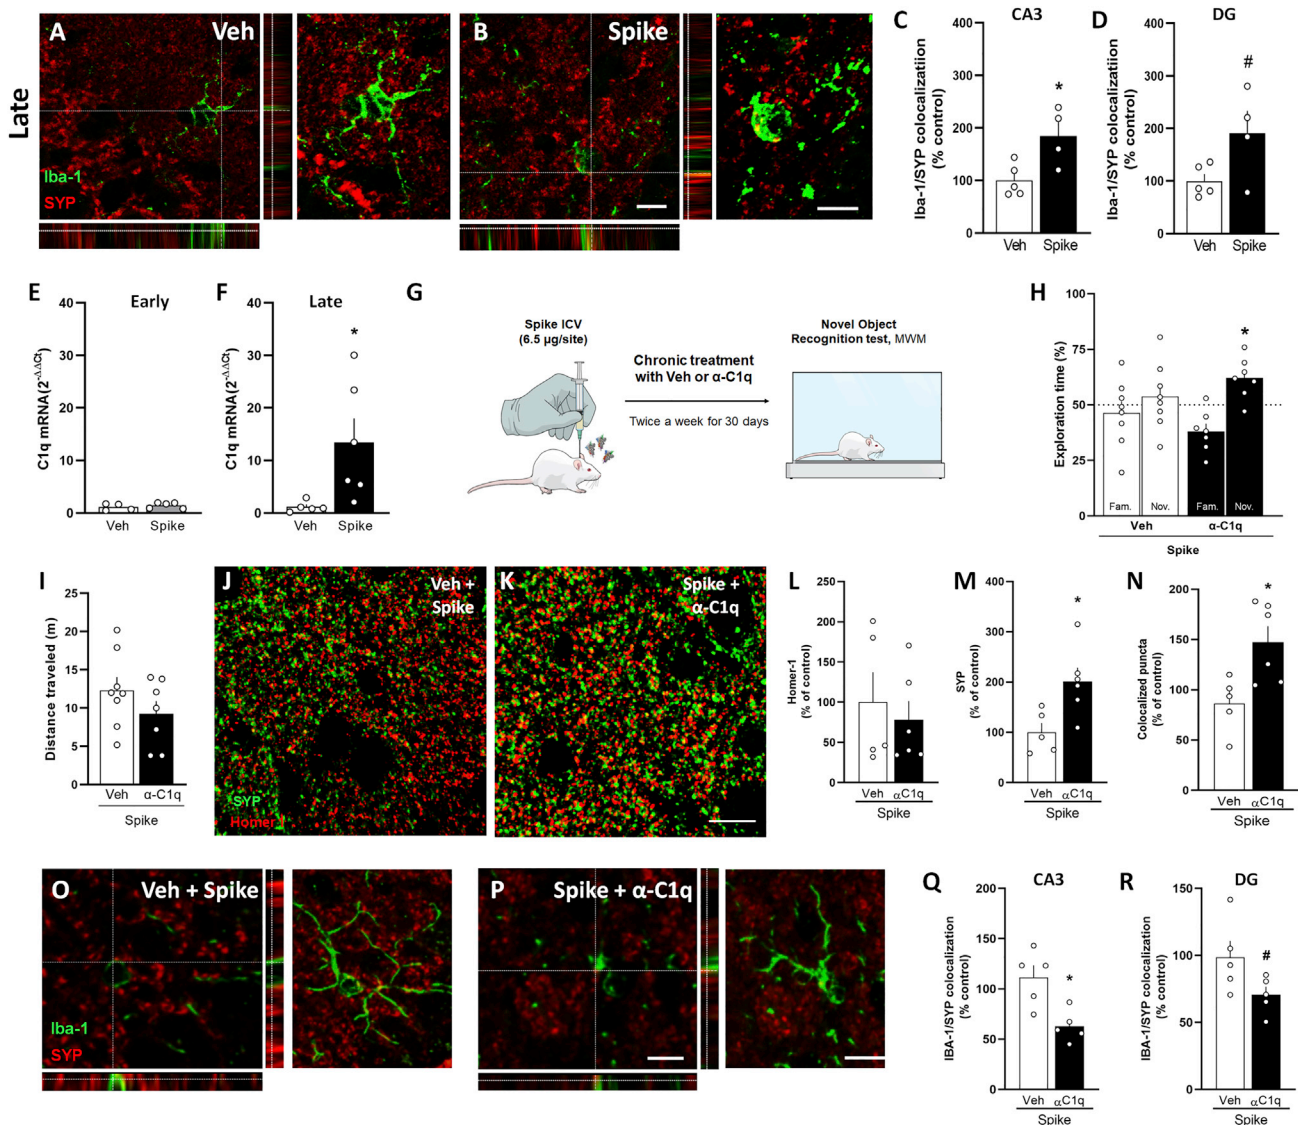 Late
A
Veh
Iba-1
SYP
B
Spike
C
CA3
Iba-1/SYP colocalizatiion
(% control)
400
300
200
100
0
*
Veh
Spike
D
DG
Iba-1/SYP colocalizatiion
(% control)
400
300
200
100
0
#
Veh
Spike
E
Early
C1q mRNA(2^-ΔΔCt)
40
30
20
10
0
Veh
Spike
F
Late
C1q mRNA(2^-ΔΔCt)
40
30
20
10
0
*
Veh
Spike
G
Spike ICV
(6.5 µg/site)
Chronic treatment
with Veh or α-C1q
Twice a week for 30 days
Novel Object
Recognition test, MWM
H
Exploration time (%)
100
75
50
25
0
*
Fam.
Nov.
Fam.
Nov.
Veh
α-C1q
Spike
I
Distance traveled (m)
25
20
15
10
5
0
Veh
α-C1q
Spike
J
Veh +
Spike
SYP
Homer-1
K
Spike +
α-C1q
L
Homer-1
(% of control)
250
200
150
100
50
0
Veh
αC1q
Spike
M
SYP
(% of control)
400
300
200
100
0
*
Veh
αC1q
Spike
N
Colocalized puncta
(% of control)
200
150
100
50
0
*
Veh
αC1q
Spike
O
Veh + Spike
Iba-1
SYP
P
Spike + α-C1q
Q
CA3
IBA-1/SYP colocalization
(% control)
200
150
100
50
0
*
Veh
αC1q
Spike
R
DG
IBA-1/SYP colocalization
(% control)
150
100
50
0
#
Veh
αC1q
Spike